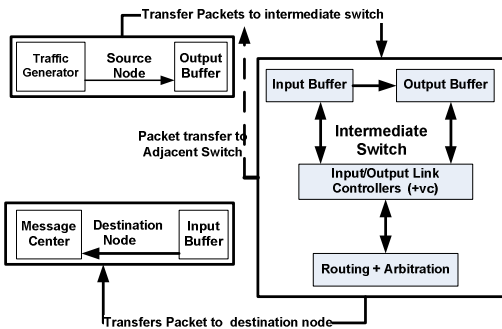 Transfer Packets to intermediate switch
Traffic
Generator
Source
Node
Output
Buffer
Input Buffer
Output Buffer
Packet transfer to
Adjacent Switch
Intermediate
Switch
Input/Output Link
Controllers (+vc)
Message
Center
Destination
Node
Input
Buffer
Routing + Arbitration
Transfers Packet to destination node